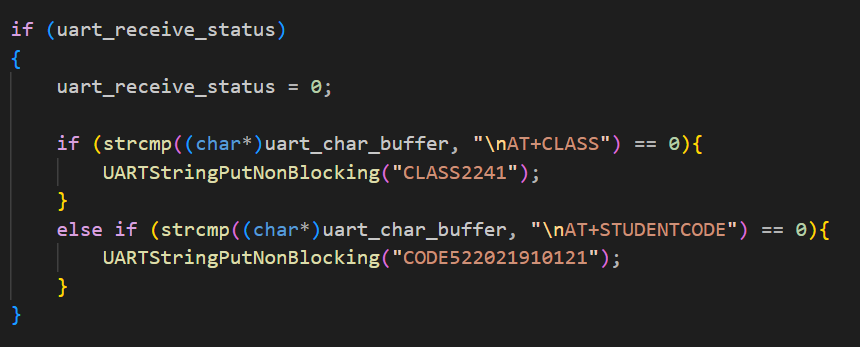 if (uart_receive_status)
{
    uart_receive_status = 0;

    if (strcmp((char*)uart_char_buffer, "\nAT+CLASS") == 0){
        UARTStringPutNonBlocking("CLASS2241");
    }
    else if (strcmp((char*)uart_char_buffer, "\nAT+STUDENTCODE") == 0){
        UARTStringPutNonBlocking("CODE522021910121");
    }
}